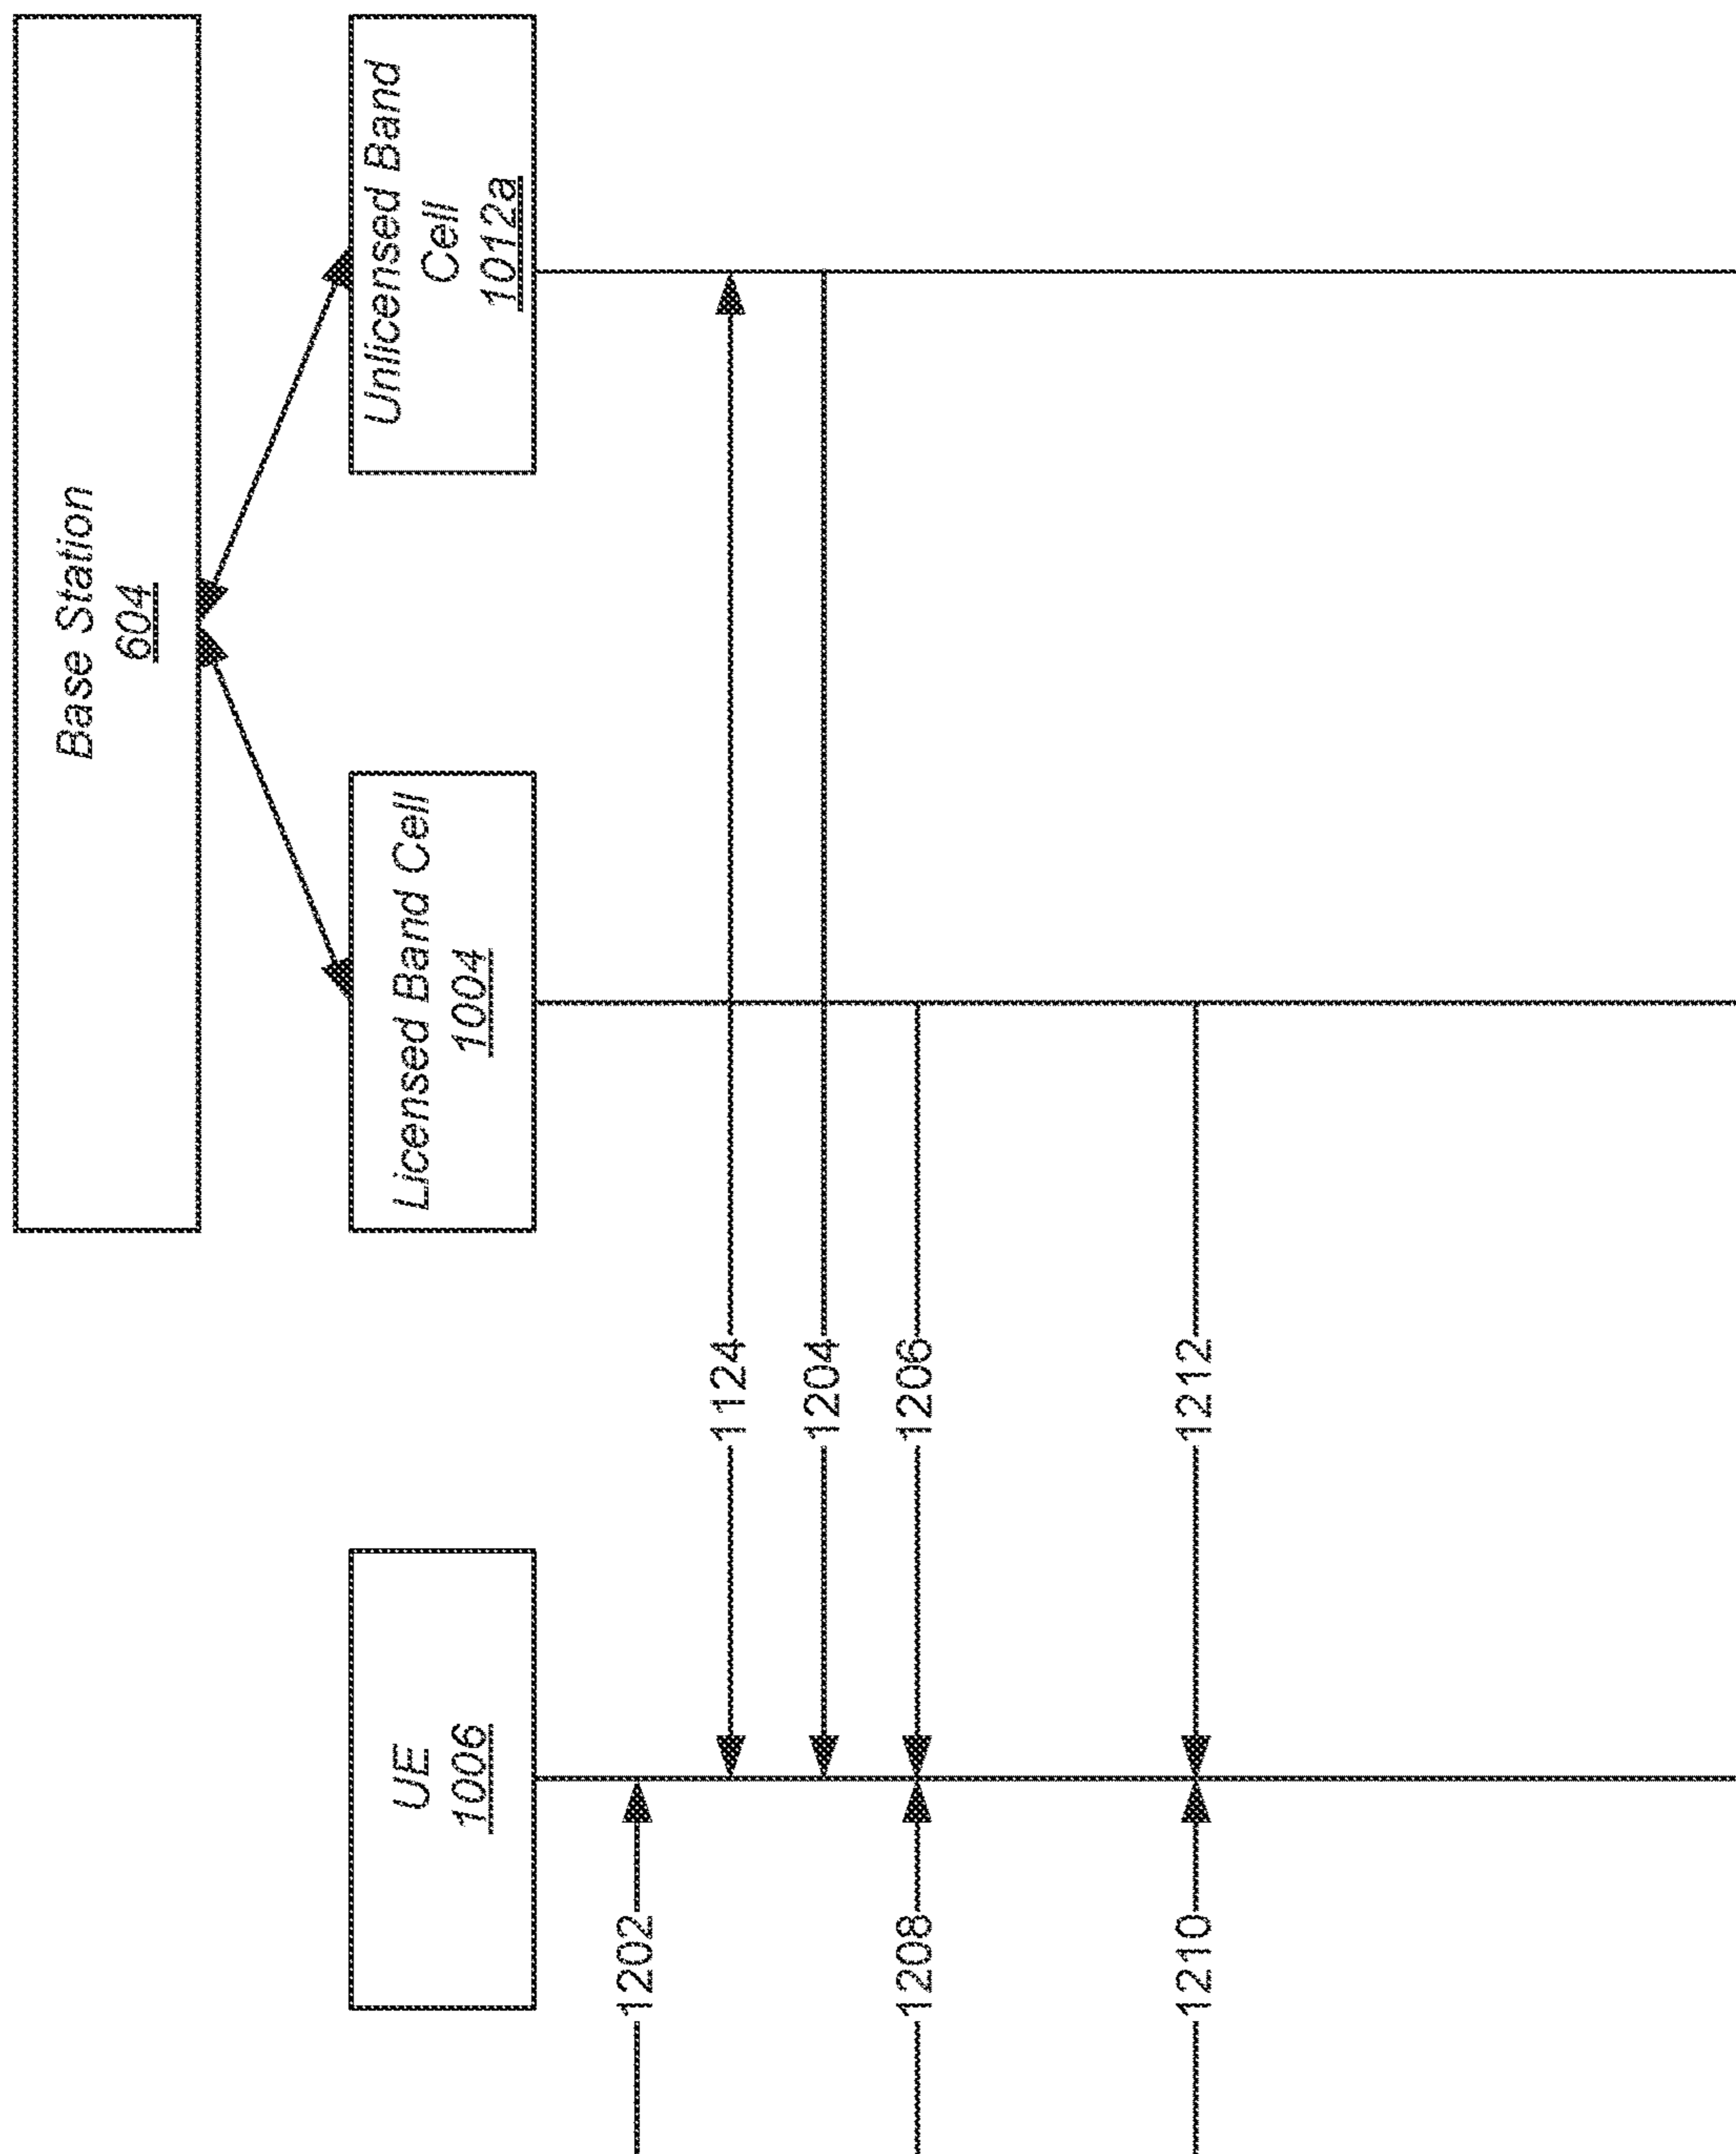 Base Station
604
UE
1006
Licensed Band Cell
1004
Unlicensed Band
Cell
1012a
1202
1124
1204
1208
1206
1210
1212